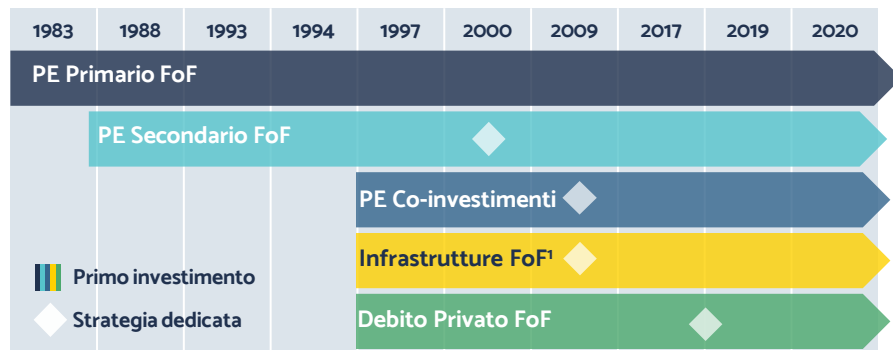 1983 1988 1993 1994 1997 2000 2009 2017 2019 2020
PE Primario FoF
PE Secondario FoF
PE Co-investimenti
Infrastrutture FoF¹
Primo investimento
Debito Privato FoF
Strategia dedicata